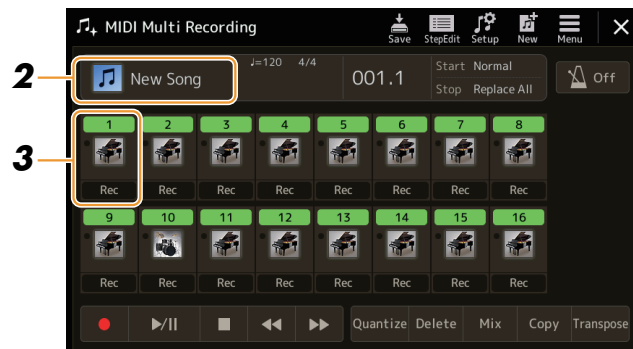 MIDI Multi Recording
Save StepEdit Setup New Menu
2
New Song
♩=120 4/4
001.1
Start Normal
Stop Replace All
Off
3
1 2 3 4 5 6 7 8
Rec Rec Rec Rec Rec Rec Rec Rec
9 10 11 12 13 14 15 16
Rec Rec Rec Rec Rec Rec Rec Rec
Quantize Delete Mix Copy Transpose